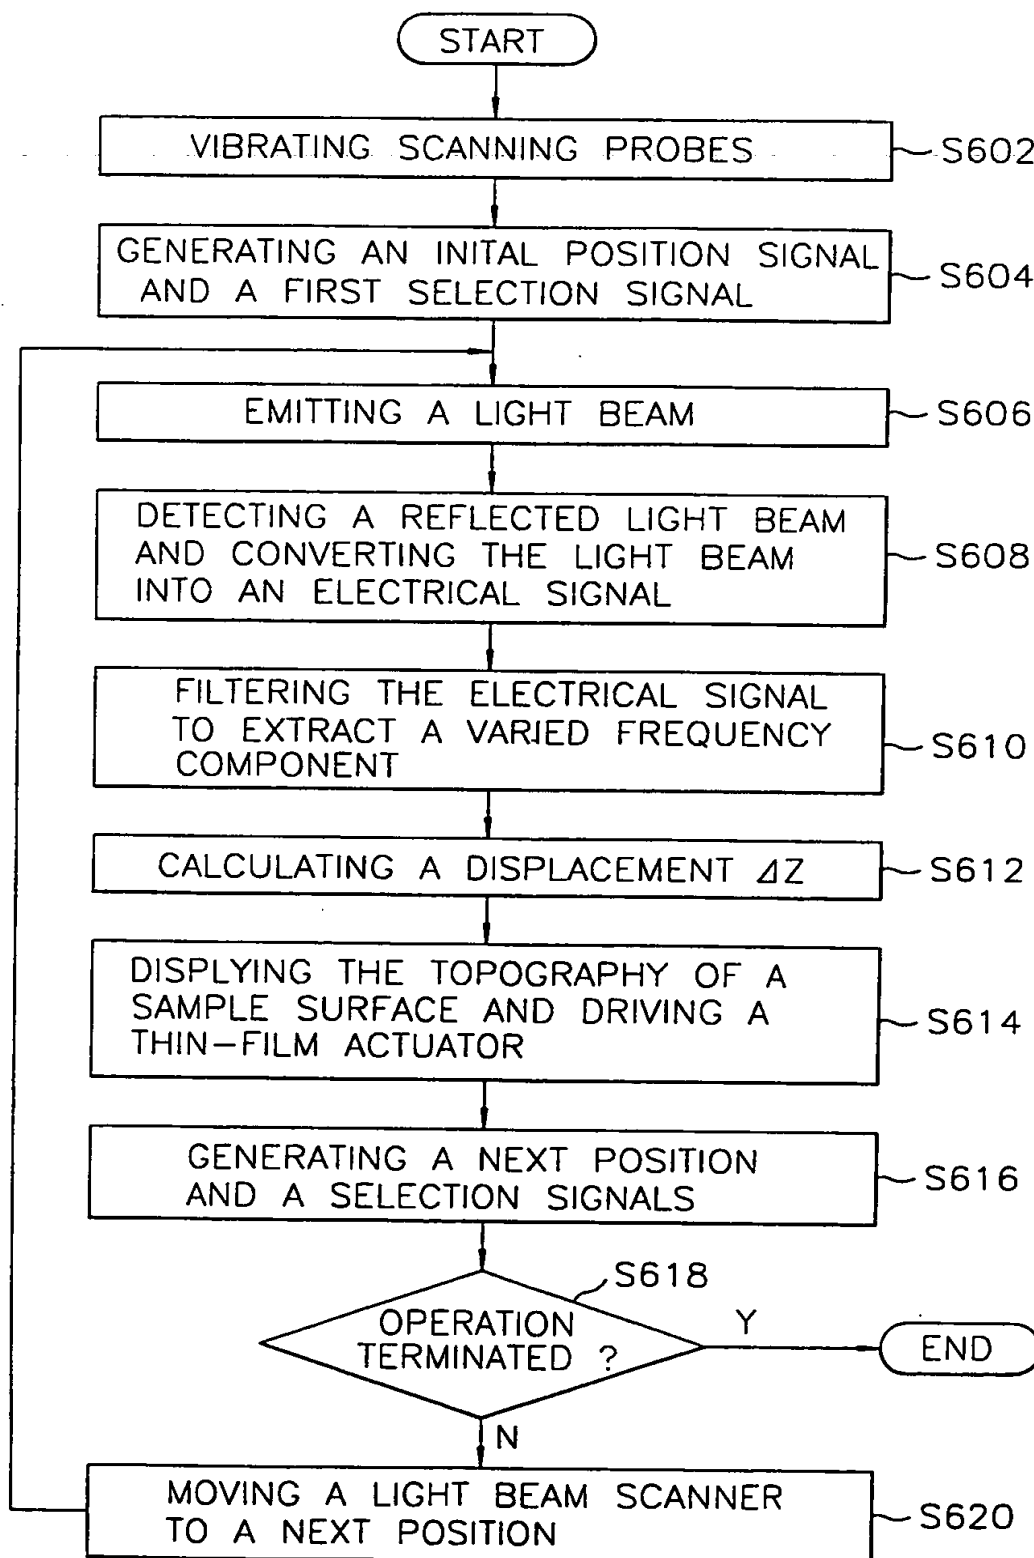 START
VIBRATING SCANNING PROBES
S602
GENERATING AN INITAL POSITION SIGNAL
AND A FIRST SELECTION SIGNAL
S604
EMITTING A LIGHT BEAM
S606
DETECTING A REFLECTED LIGHT BEAM
AND CONVERTING THE LIGHT BEAM
INTO AN ELECTRICAL SIGNAL
S608
FILTERING THE ELECTRICAL SIGNAL
TO EXTRACT A VARIED FREQUENCY
COMPONENT
S610
CALCULATING A DISPLACEMENT ΔZ
S612
DISPLYING THE TOPOGRAPHY OF A
SAMPLE SURFACE AND DRIVING A
THIN-FILM ACTUATOR
S614
GENERATING A NEXT POSITION
AND A SELECTION SIGNALS
S616
S618
OPERATION
TERMINATED ?
Y
END
N
MOVING A LIGHT BEAM SCANNER
TO A NEXT POSITION
S620